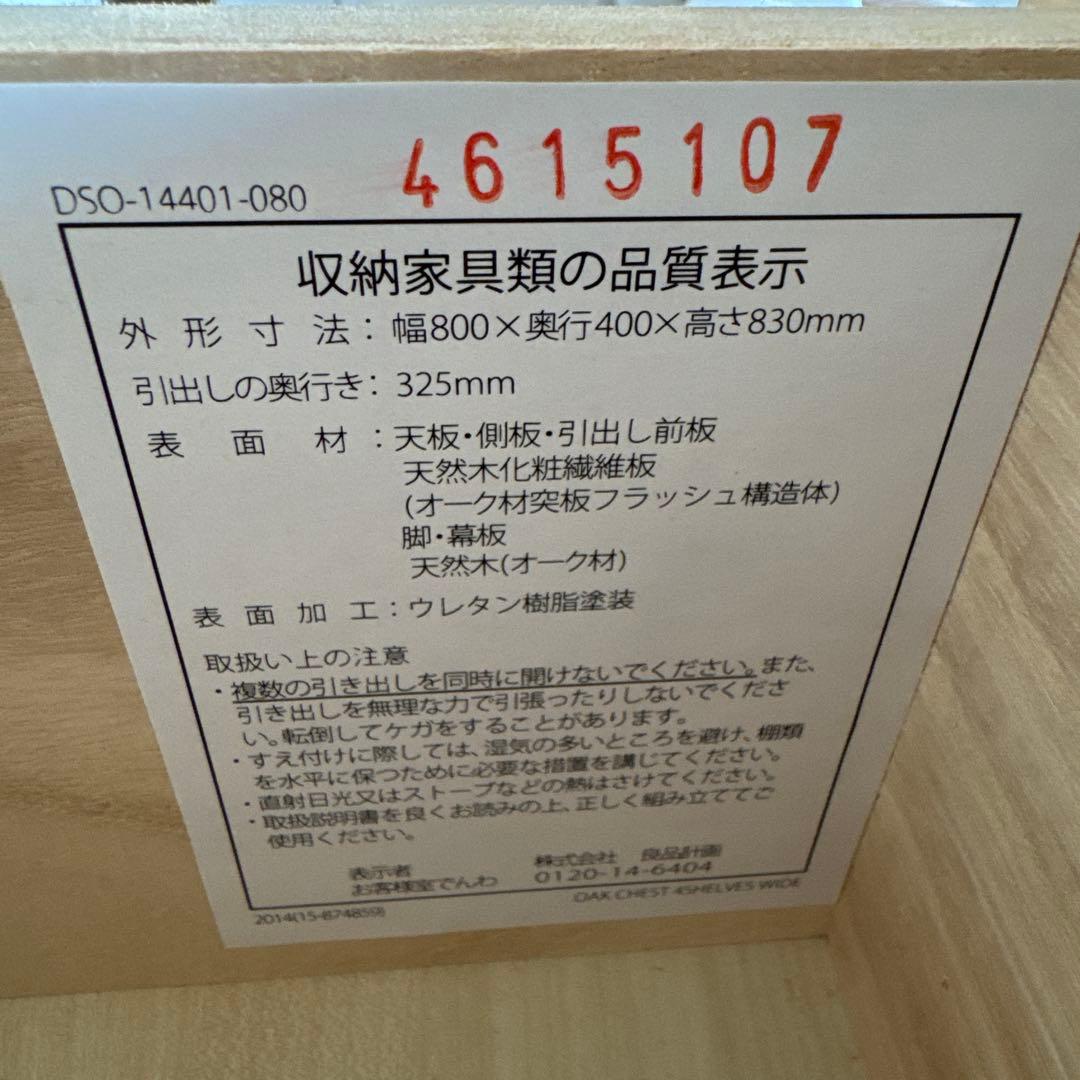 4615107
DSO-14401-080
収納家具類の品質表示
外形寸法：幅800×奥行400×高さ830mm
引出しの奥行き：325mm
表面材：天板・側板・引出し前板
天然木化粧繊維板
(オーク材突板フラッシュ構造体)
脚・幕板
天然木(オーク材)
表面加工：ウレタン樹脂塗装
取扱い上の注意
・複数の引き出しを同時に開けないでください。また、
引き出しを無理な力で引張ったりしないでくださ
い。転倒してケガをすることがあります。
・すえ付けに際しては、湿気の多いところを避け、棚類
を水平に保つために必要な措置を講じてください。
・直射日光又はストーブなどの熱はさけてください。
・取扱説明書を良くお読みの上、正しく組み立ててご
使用ください。
表示者 株式会社 良品計画
お客様室でんわ 0120-14-6404
2014(15-874859) OAK CHEST 4SHELVES WIDE